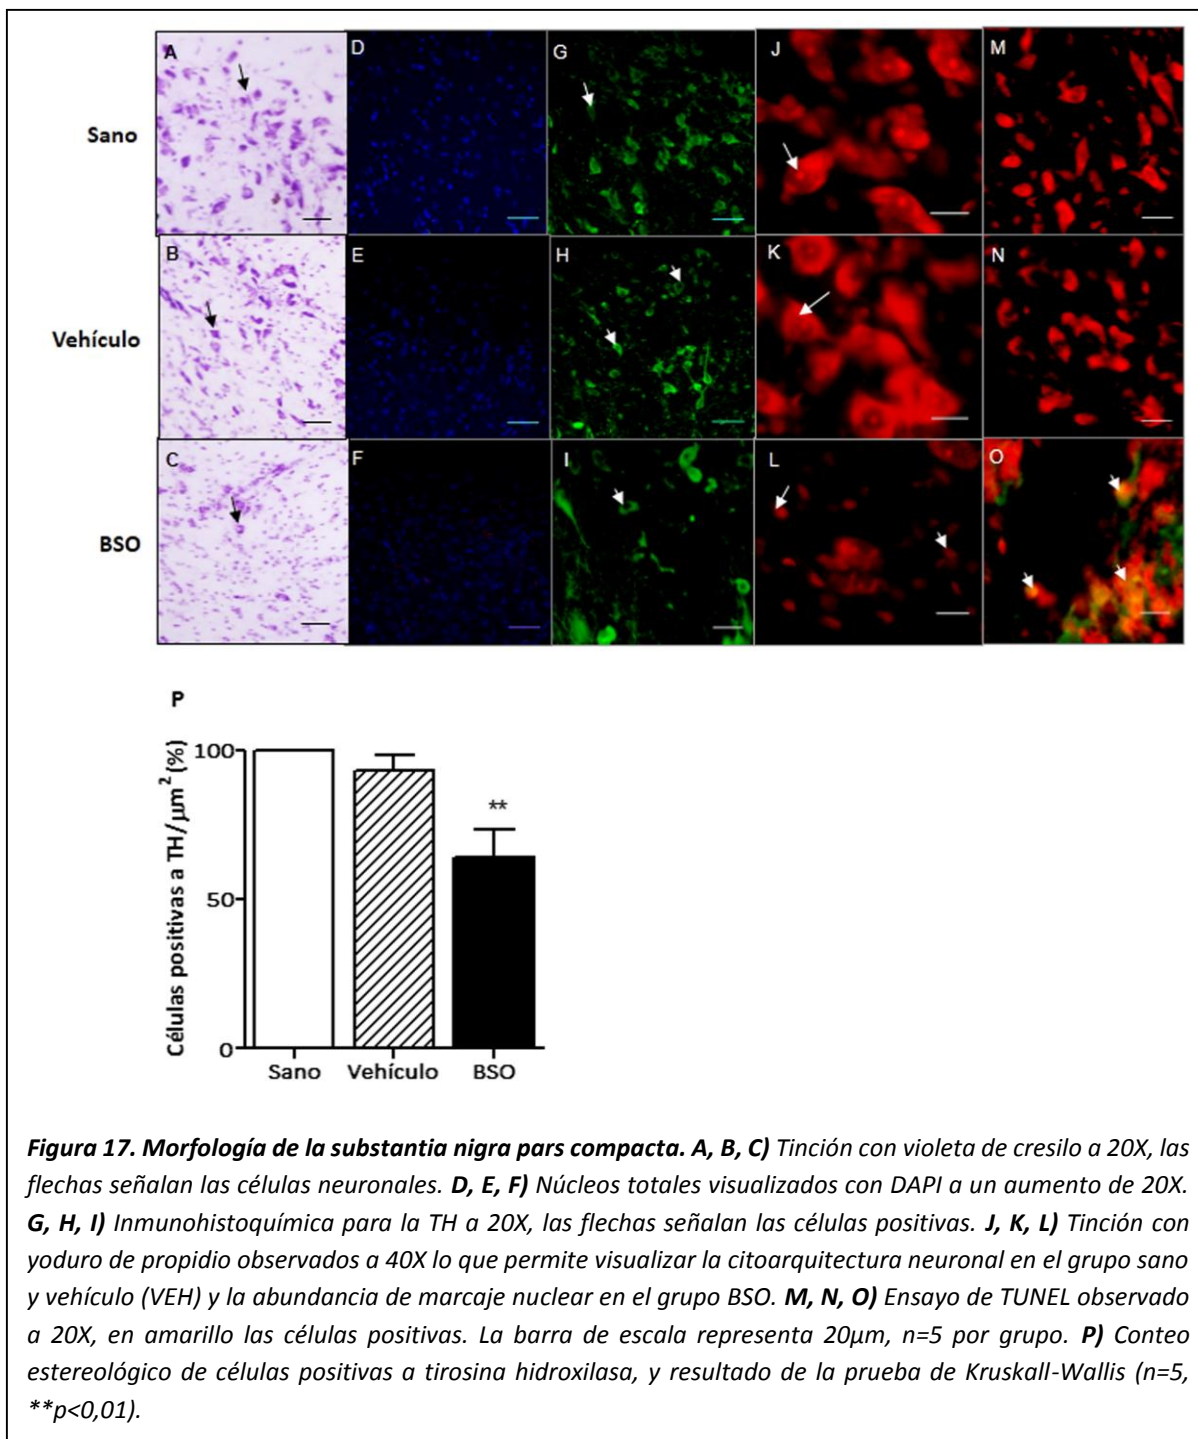 A D G J M
Sano
B E H K N
Vehículo
C F I L O
BSO
P
Células positivas a TH/µm² (%)
100
50
0
Sano Vehículo BSO
**
Figura 17. Morfología de la substantia nigra pars compacta. A, B, C) Tinción con violeta de cresilo a 20X, las
flechas señalan las células neuronales. D, E, F) Núcleos totales visualizados con DAPI a un aumento de 20X.
G, H, I) Inmunohistoquímica para la TH a 20X, las flechas señalan las células positivas. J, K, L) Tinción con
yoduro de propidio observados a 40X lo que permite visualizar la citoarquitectura neuronal en el grupo sano
y vehículo (VEH) y la abundancia de marcaje nuclear en el grupo BSO. M, N, O) Ensayo de TUNEL observado
a 20X, en amarillo las células positivas. La barra de escala representa 20µm, n=5 por grupo. P) Conteo
estereológico de células positivas a tirosina hidroxilasa, y resultado de la prueba de Kruskall-Wallis (n=5,
**p<0,01).